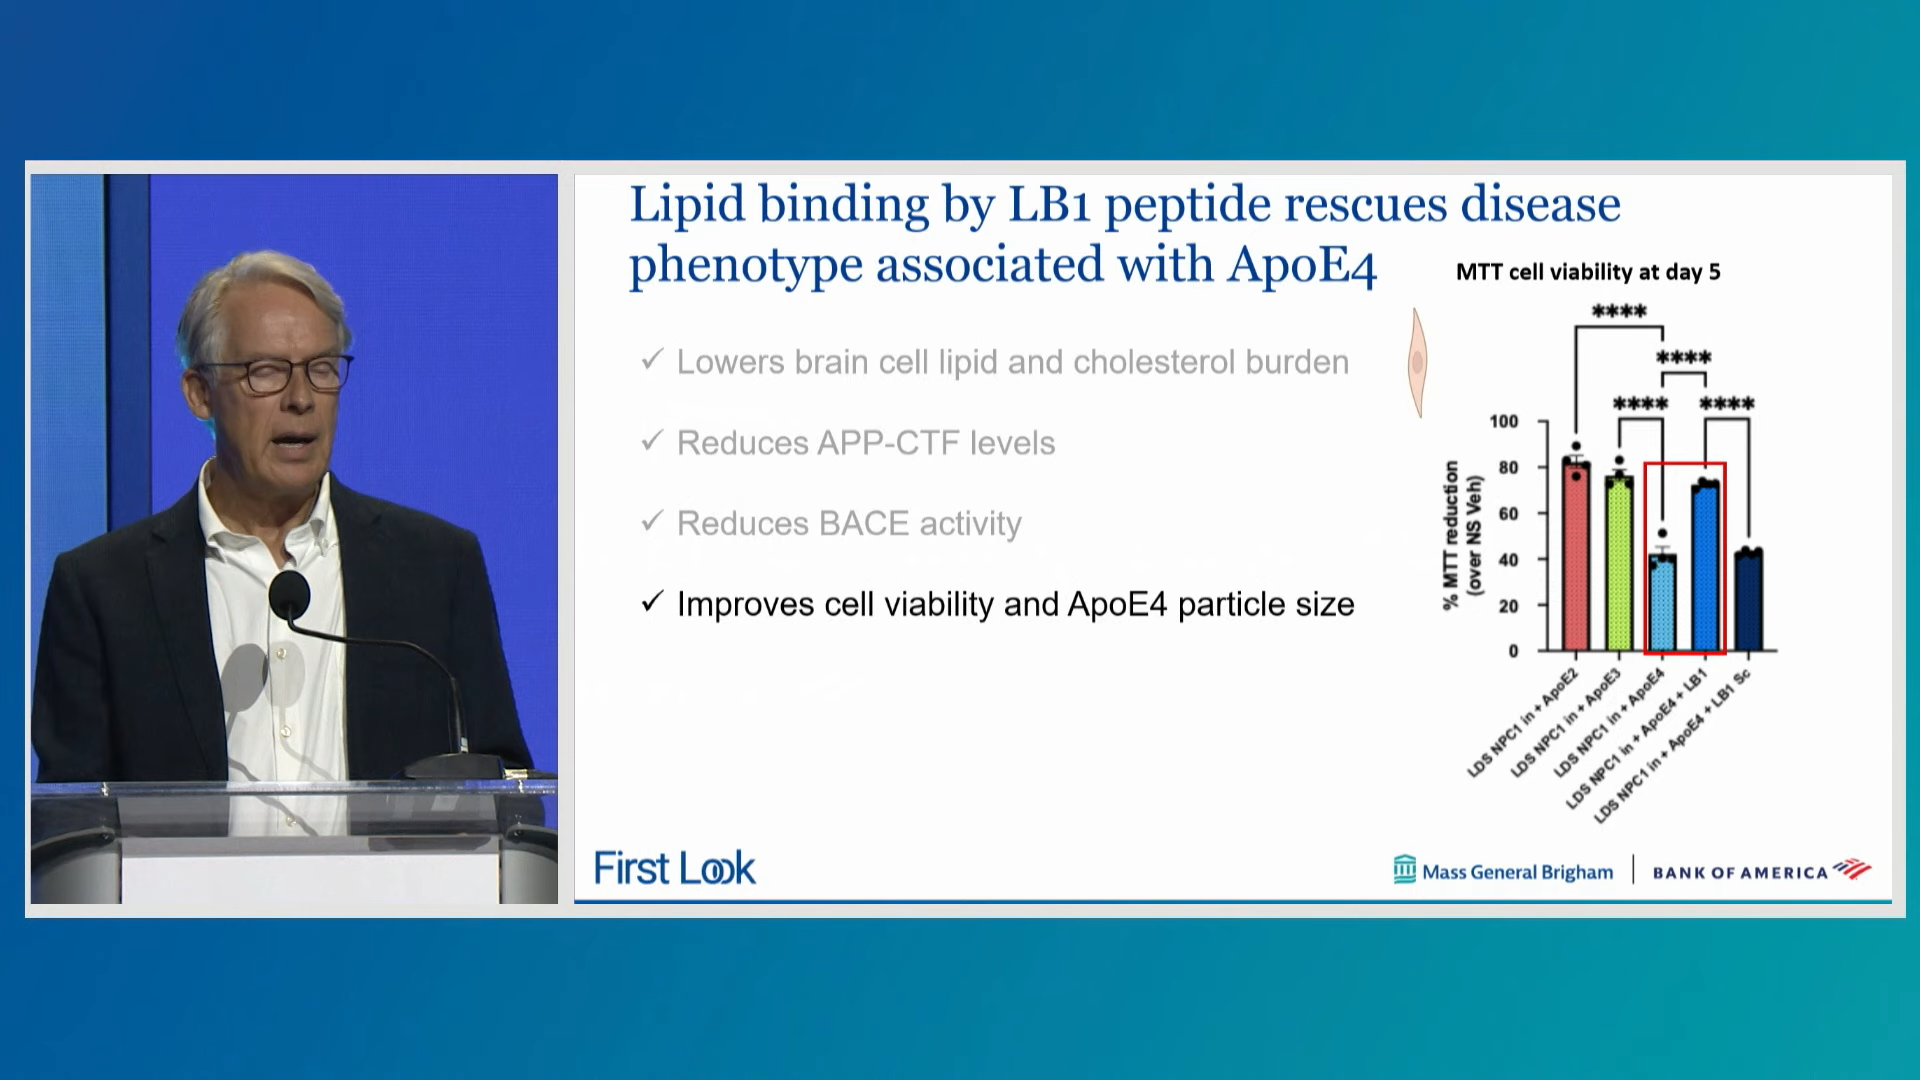 Lipid binding by LB1 peptide rescues disease
phenotype associated with ApoE4
✓ Lowers brain cell lipid and cholesterol burden
✓ Reduces APP-CTF levels
✓ Reduces BACE activity
✓ Improves cell viability and ApoE4 particle size
MTT cell viability at day 5
****
****
**** ****
% MTT reduction
(over NS Veh)
100
80
60
40
20
0
LDS NPC1 in + ApoE2
LDS NPC1 in + ApoE3
LDS NPC1 in + ApoE4
LDS NPC1 in + ApoE4 + LB1
LDS NPC1 in + ApoE4 + LB1 Sc
First Look
Mass General Brigham
BANK OF AMERICA